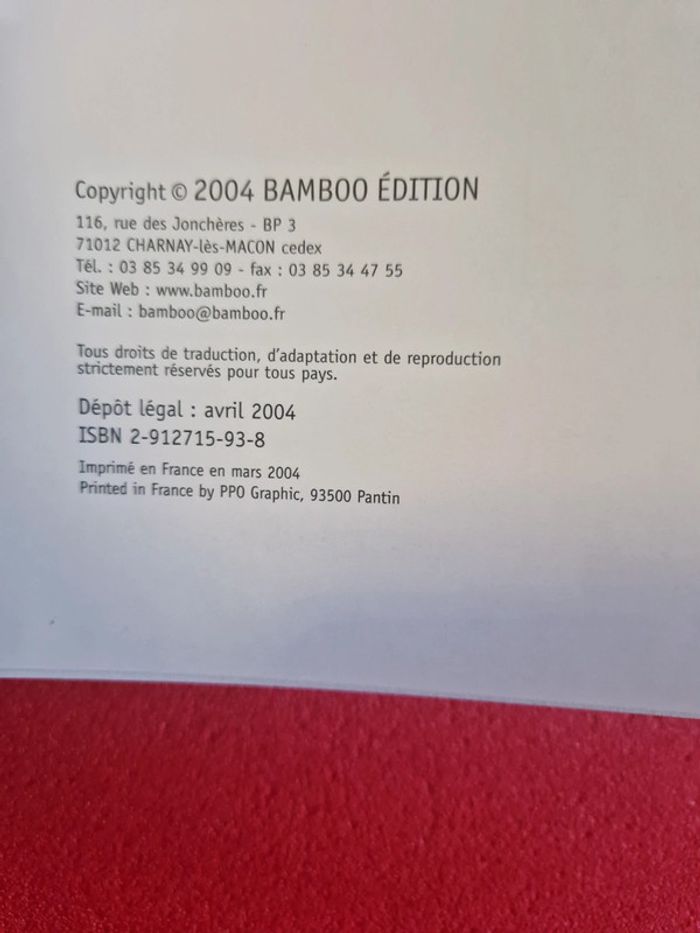 Copyright © 2004 BAMBOO ÉDITION
116, rue des Jonchères - BP 3
71012 CHARNAY-lès-MACON cedex
Tél. : 03 85 34 99 09 - fax : 03 85 34 47 55
Site Web : www.bamboo.fr
E-mail : bamboo@bamboo.fr
Tous droits de traduction, d'adaptation et de reproduction
strictement réservés pour tous pays.
Dépôt légal : avril 2004
ISBN 2-912715-93-8
Imprimé en France en mars 2004
Printed in France by PPO Graphic, 93500 Pantin